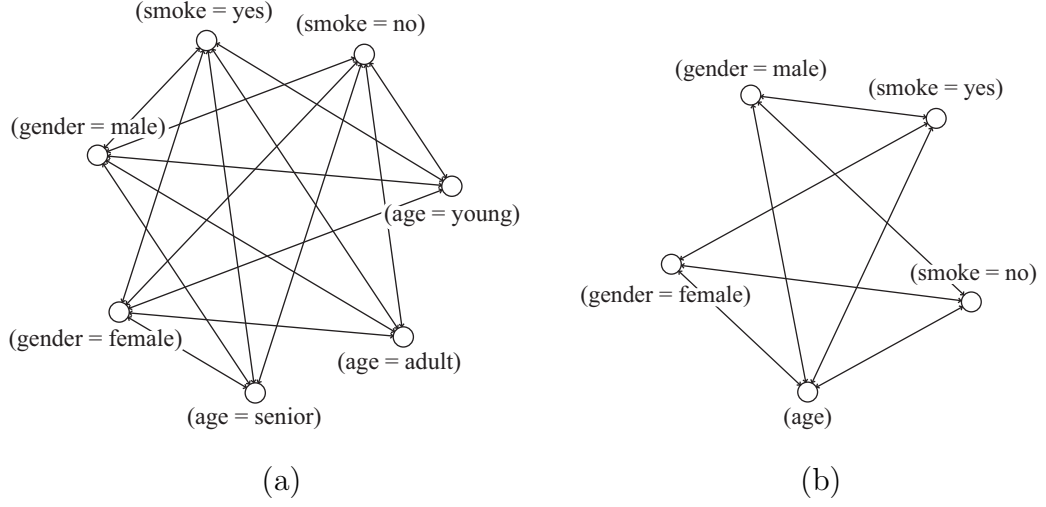 (smoke = yes)
(smoke = no)
(gender = male)
(age = young)
(gender = female)
(age = adult)
(age = senior)
(a)
(gender = male)
(smoke = yes)
(smoke = no)
(gender = female)
(age)
(b)